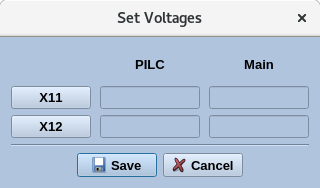 Set Voltages ×
PILC Main
X11
X12
Save Cancel